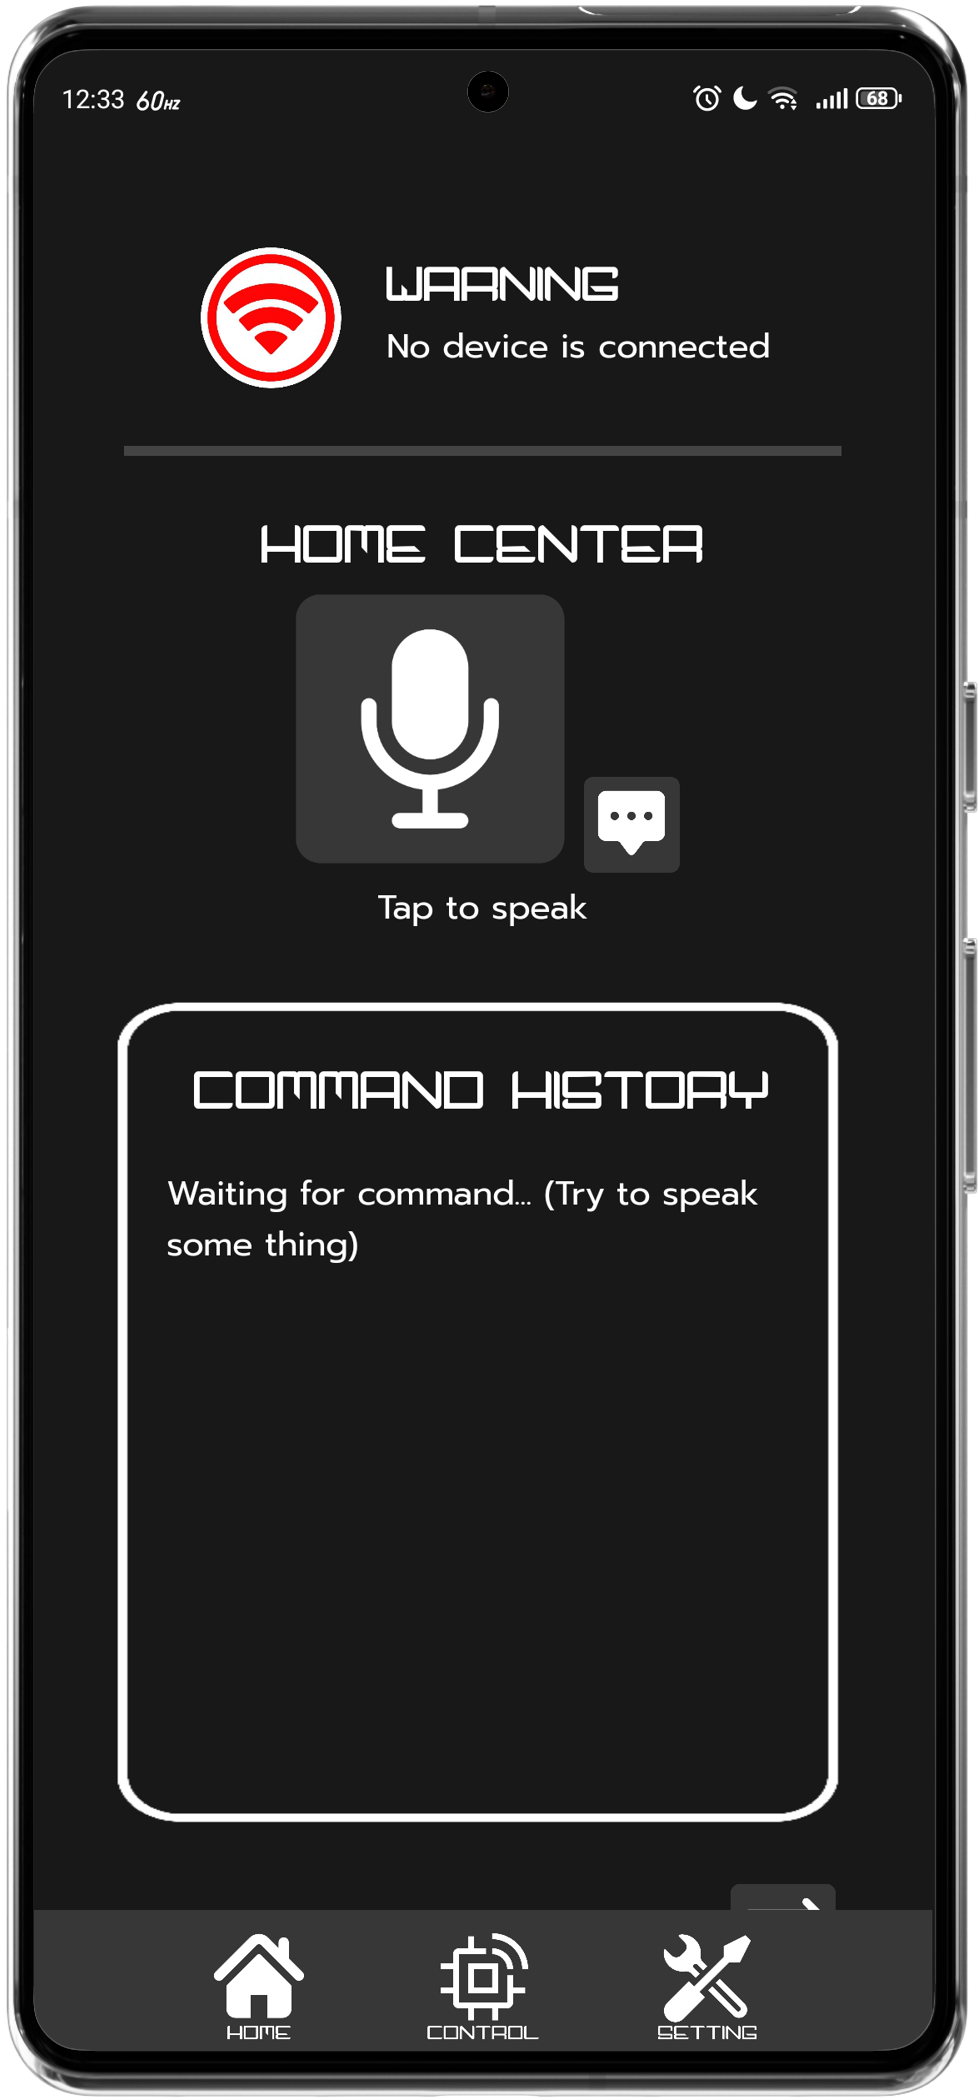 12:33 60HZ 68
WARNING
No device is connected
HOME CENTER
Tap to speak
COMMAND HISTORY
Waiting for command... (Try to speak
some thing)
HOME CONTROL SETTING